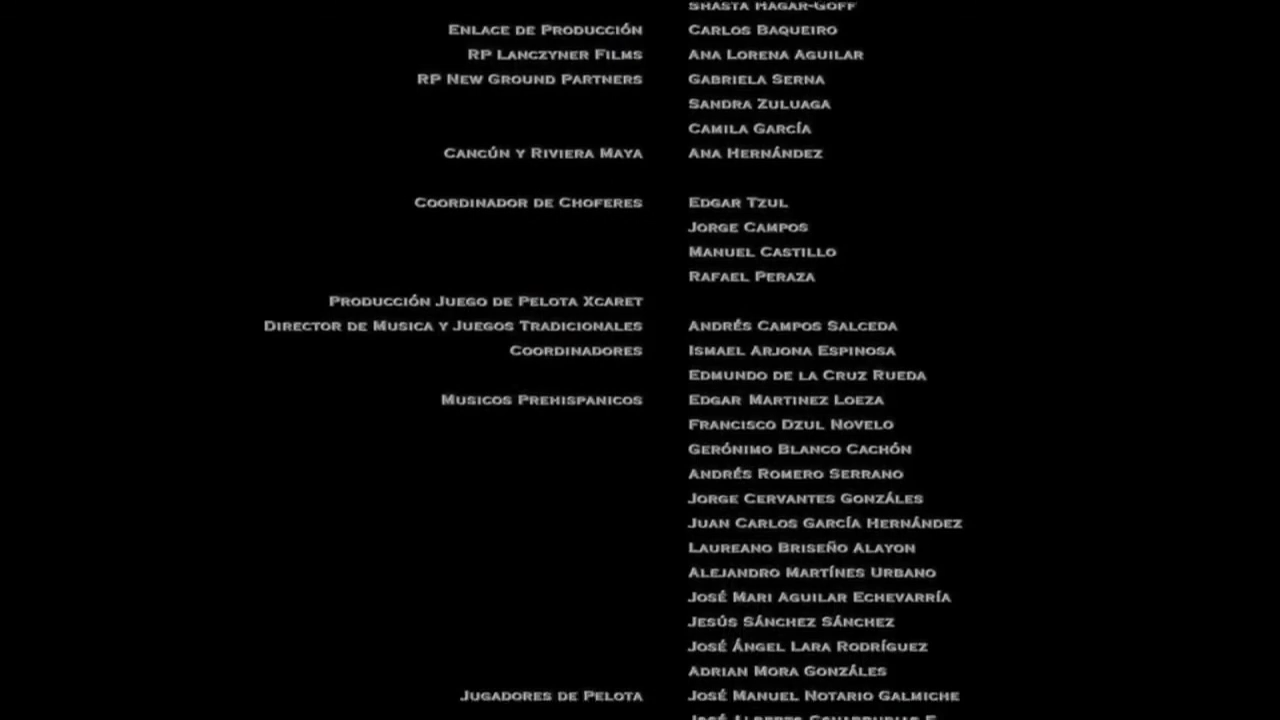 Shasta Hagar-Goff
Enlace de Producción Carlos Baqueiro
RP Lanczyner Films Ana Lorena Aguilar
RP New Ground Partners Gabriela Serna
Sandra Zuluaga
Camila García
Cancún y Riviera Maya Ana Hernández
Coordinador de Choferes Edgar Tzul
Jorge Campos
Manuel Castillo
Rafael Peraza
Producción Juego de Pelota Xcaret
Director de Musica y Juegos Tradicionales Andrés Campos Salceda
Coordinadores Ismael Arjona Espinosa
Edmundo de la Cruz Rueda
Musicos Prehispanicos Edgar Martinez Loeza
Francisco Dzul Novelo
Gerónimo Blanco Cachón
Andrés Romero Serrano
Jorge Cervantes Gonzáles
Juan Carlos García Hernández
Laureano Briseño Alayon
Alejandro Martínes Urbano
José Mari Aguilar Echevarría
Jesús Sánchez Sánchez
José Ángel Lara Rodríguez
Adrian Mora Gonzáles
Jugadores de Pelota José Manuel Notario Galmiche
José Alberto